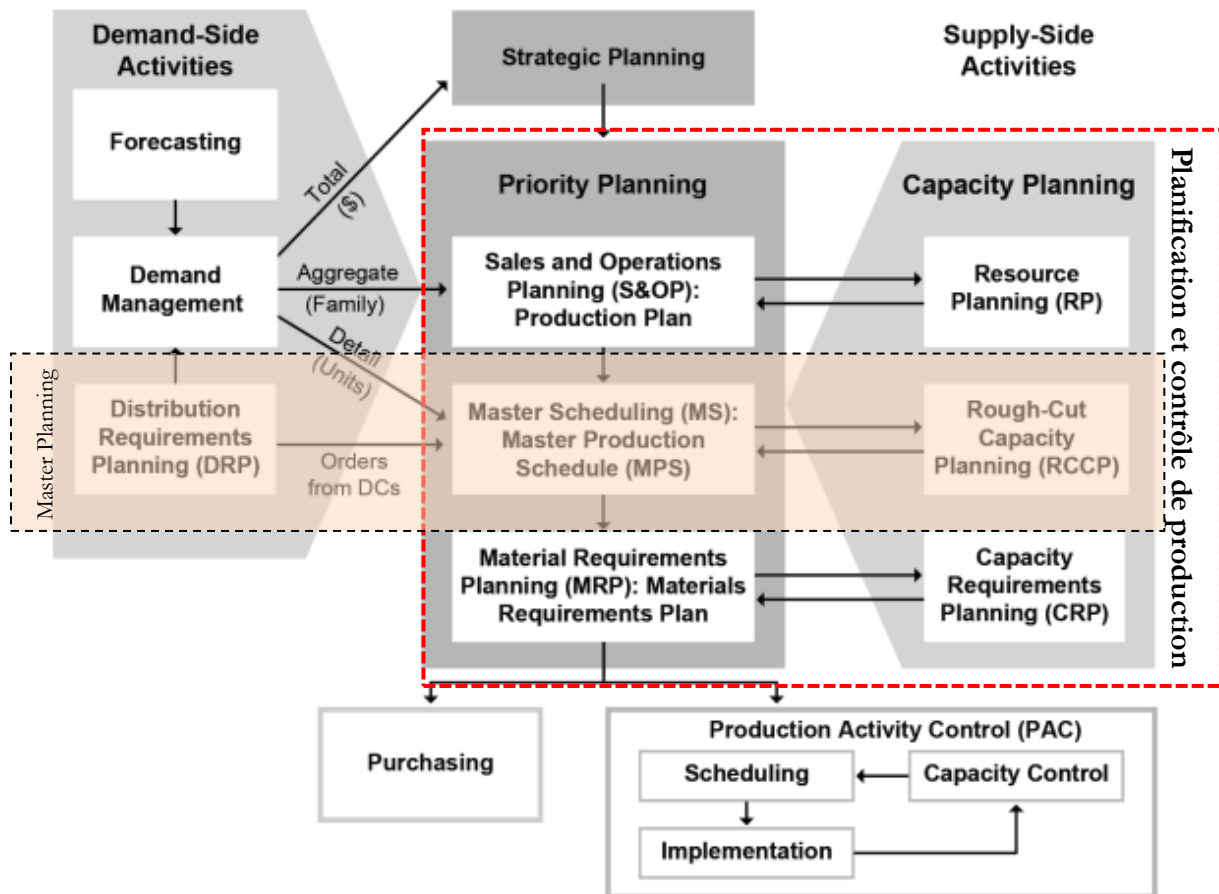 Demand-Side
Activities
Forecasting
Demand
Management
Distribution
Requirements
Planning (DRP)
Master Planning
Total
($)
Aggregate
(Family)
Detail
(Units)
Orders
from DCs
Strategic Planning
Priority Planning
Sales and Operations
Planning (S&OP):
Production Plan
Master Scheduling (MS):
Master Production
Schedule (MPS)
Material Requirements
Planning (MRP): Materials
Requirements Plan
Supply-Side
Activities
Capacity Planning
Resource
Planning (RP)
Rough-Cut
Capacity
Planning (RCCP)
Capacity
Requirements
Planning (CRP)
Planification et contrôle de production
Purchasing
Production Activity Control (PAC)
Scheduling
Capacity Control
Implementation